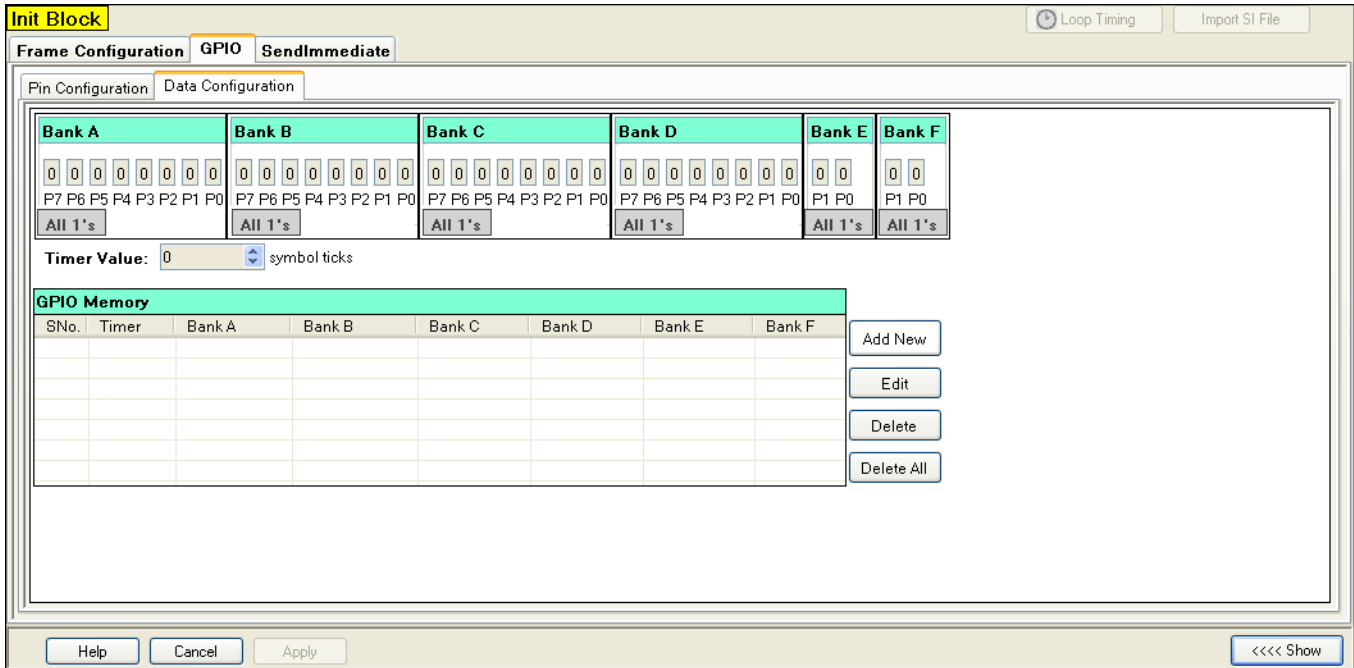 Init Block
Loop Timing Import SI File
Frame Configuration GPIO SendImmediate
Pin Configuration Data Configuration
Bank A Bank B Bank C Bank D Bank E Bank F
0 0 0 0 0 0 0 0 0 0 0 0 0 0 0 0 0 0 0 0 0 0 0 0 0 0 0 0 0 0 0 0 0 0 0 0
P7 P6 P5 P4 P3 P2 P1 P0 P7 P6 P5 P4 P3 P2 P1 P0 P7 P6 P5 P4 P3 P2 P1 P0 P7 P6 P5 P4 P3 P2 P1 P0 P1 P0 P1 P0
All 1's All 1's All 1's All 1's All 1's All 1's
Timer Value: 0 symbol ticks
GPIO Memory
SNo. Timer Bank A Bank B Bank C Bank D Bank E Bank F
Add New
Edit
Delete
Delete All
Help Cancel Apply <<<< Show